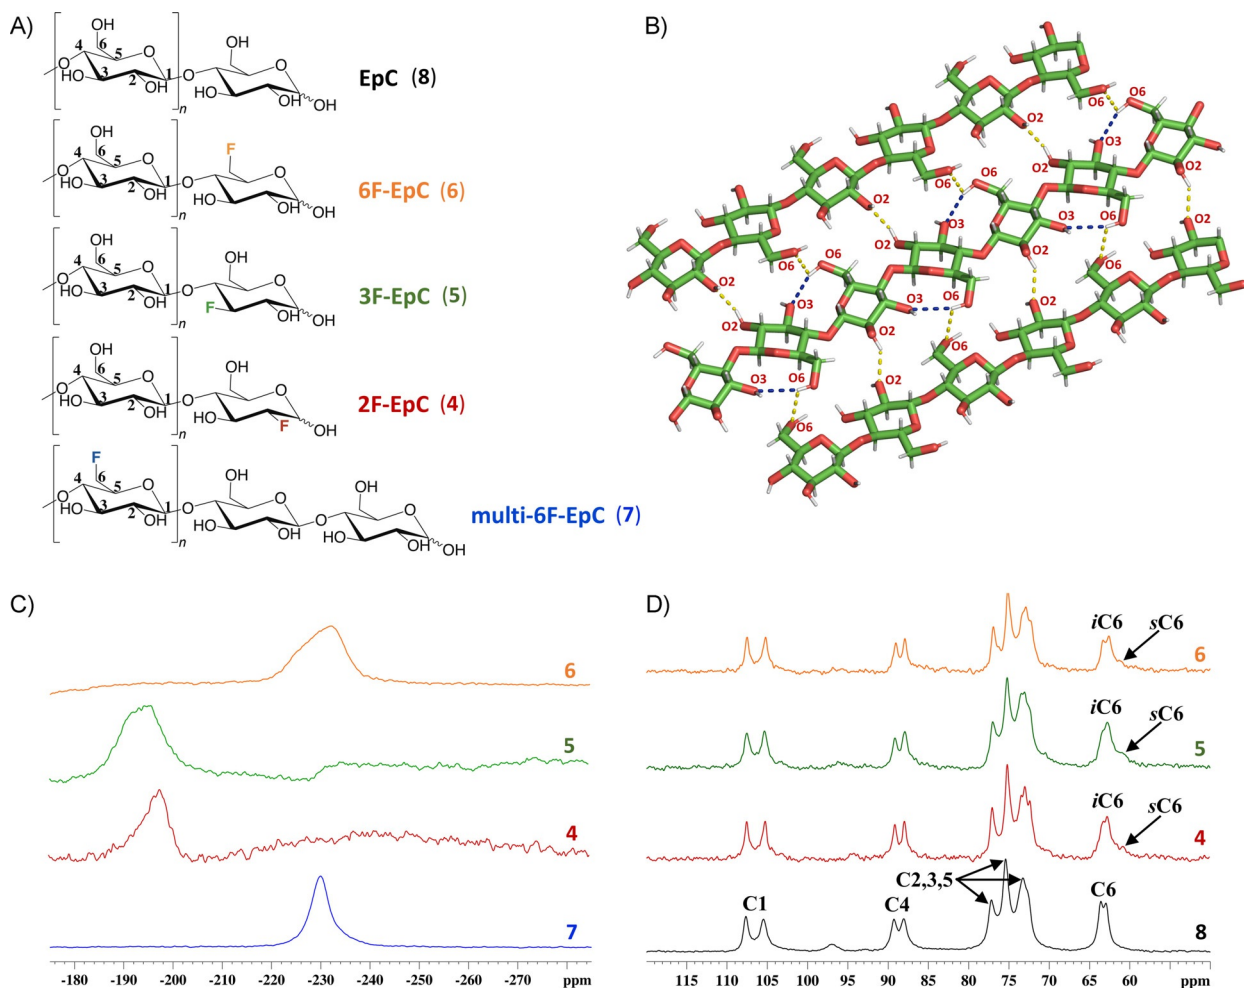 A)
OH
6
4
5
O
O
HO
3
2
OH
1
n
O
OH
O
HO
OH
OH
EpC (8)
OH
6
4
5
O
O
HO
3
2
OH
1
n
O
F
O
HO
OH
OH
6F-EpC (6)
OH
6
4
5
O
O
HO
3
2
OH
1
n
O
OH
O
F
OH
OH
3F-EpC (5)
OH
6
4
5
O
O
HO
3
2
OH
1
n
O
OH
O
HO
F
OH
2F-EpC (4)
F
6
4
5
O
O
HO
3
2
OH
1
n
O
OH
O
HO
OH
O
OH
O
HO
OH
OH
multi-6F-EpC (7)
B)
O6
O6
O2
O3
O2
O2
O6
O6
O2
O3
O2
O3
O6
O2
O6
O6
O6
O2
O3
O2
O3
O6
O2
O2
O6
O2
O2
O3
O6
O6
C)
6
5
4
7
-180 -190 -200 -210 -220 -230 -240 -250 -260 -270 ppm
D)
iC6
sC6
6
iC6
sC6
5
iC6
sC6
4
C2,3,5
C1
C4
C6
8
115 110 105 100 95 90 85 80 75 70 65 60 ppm